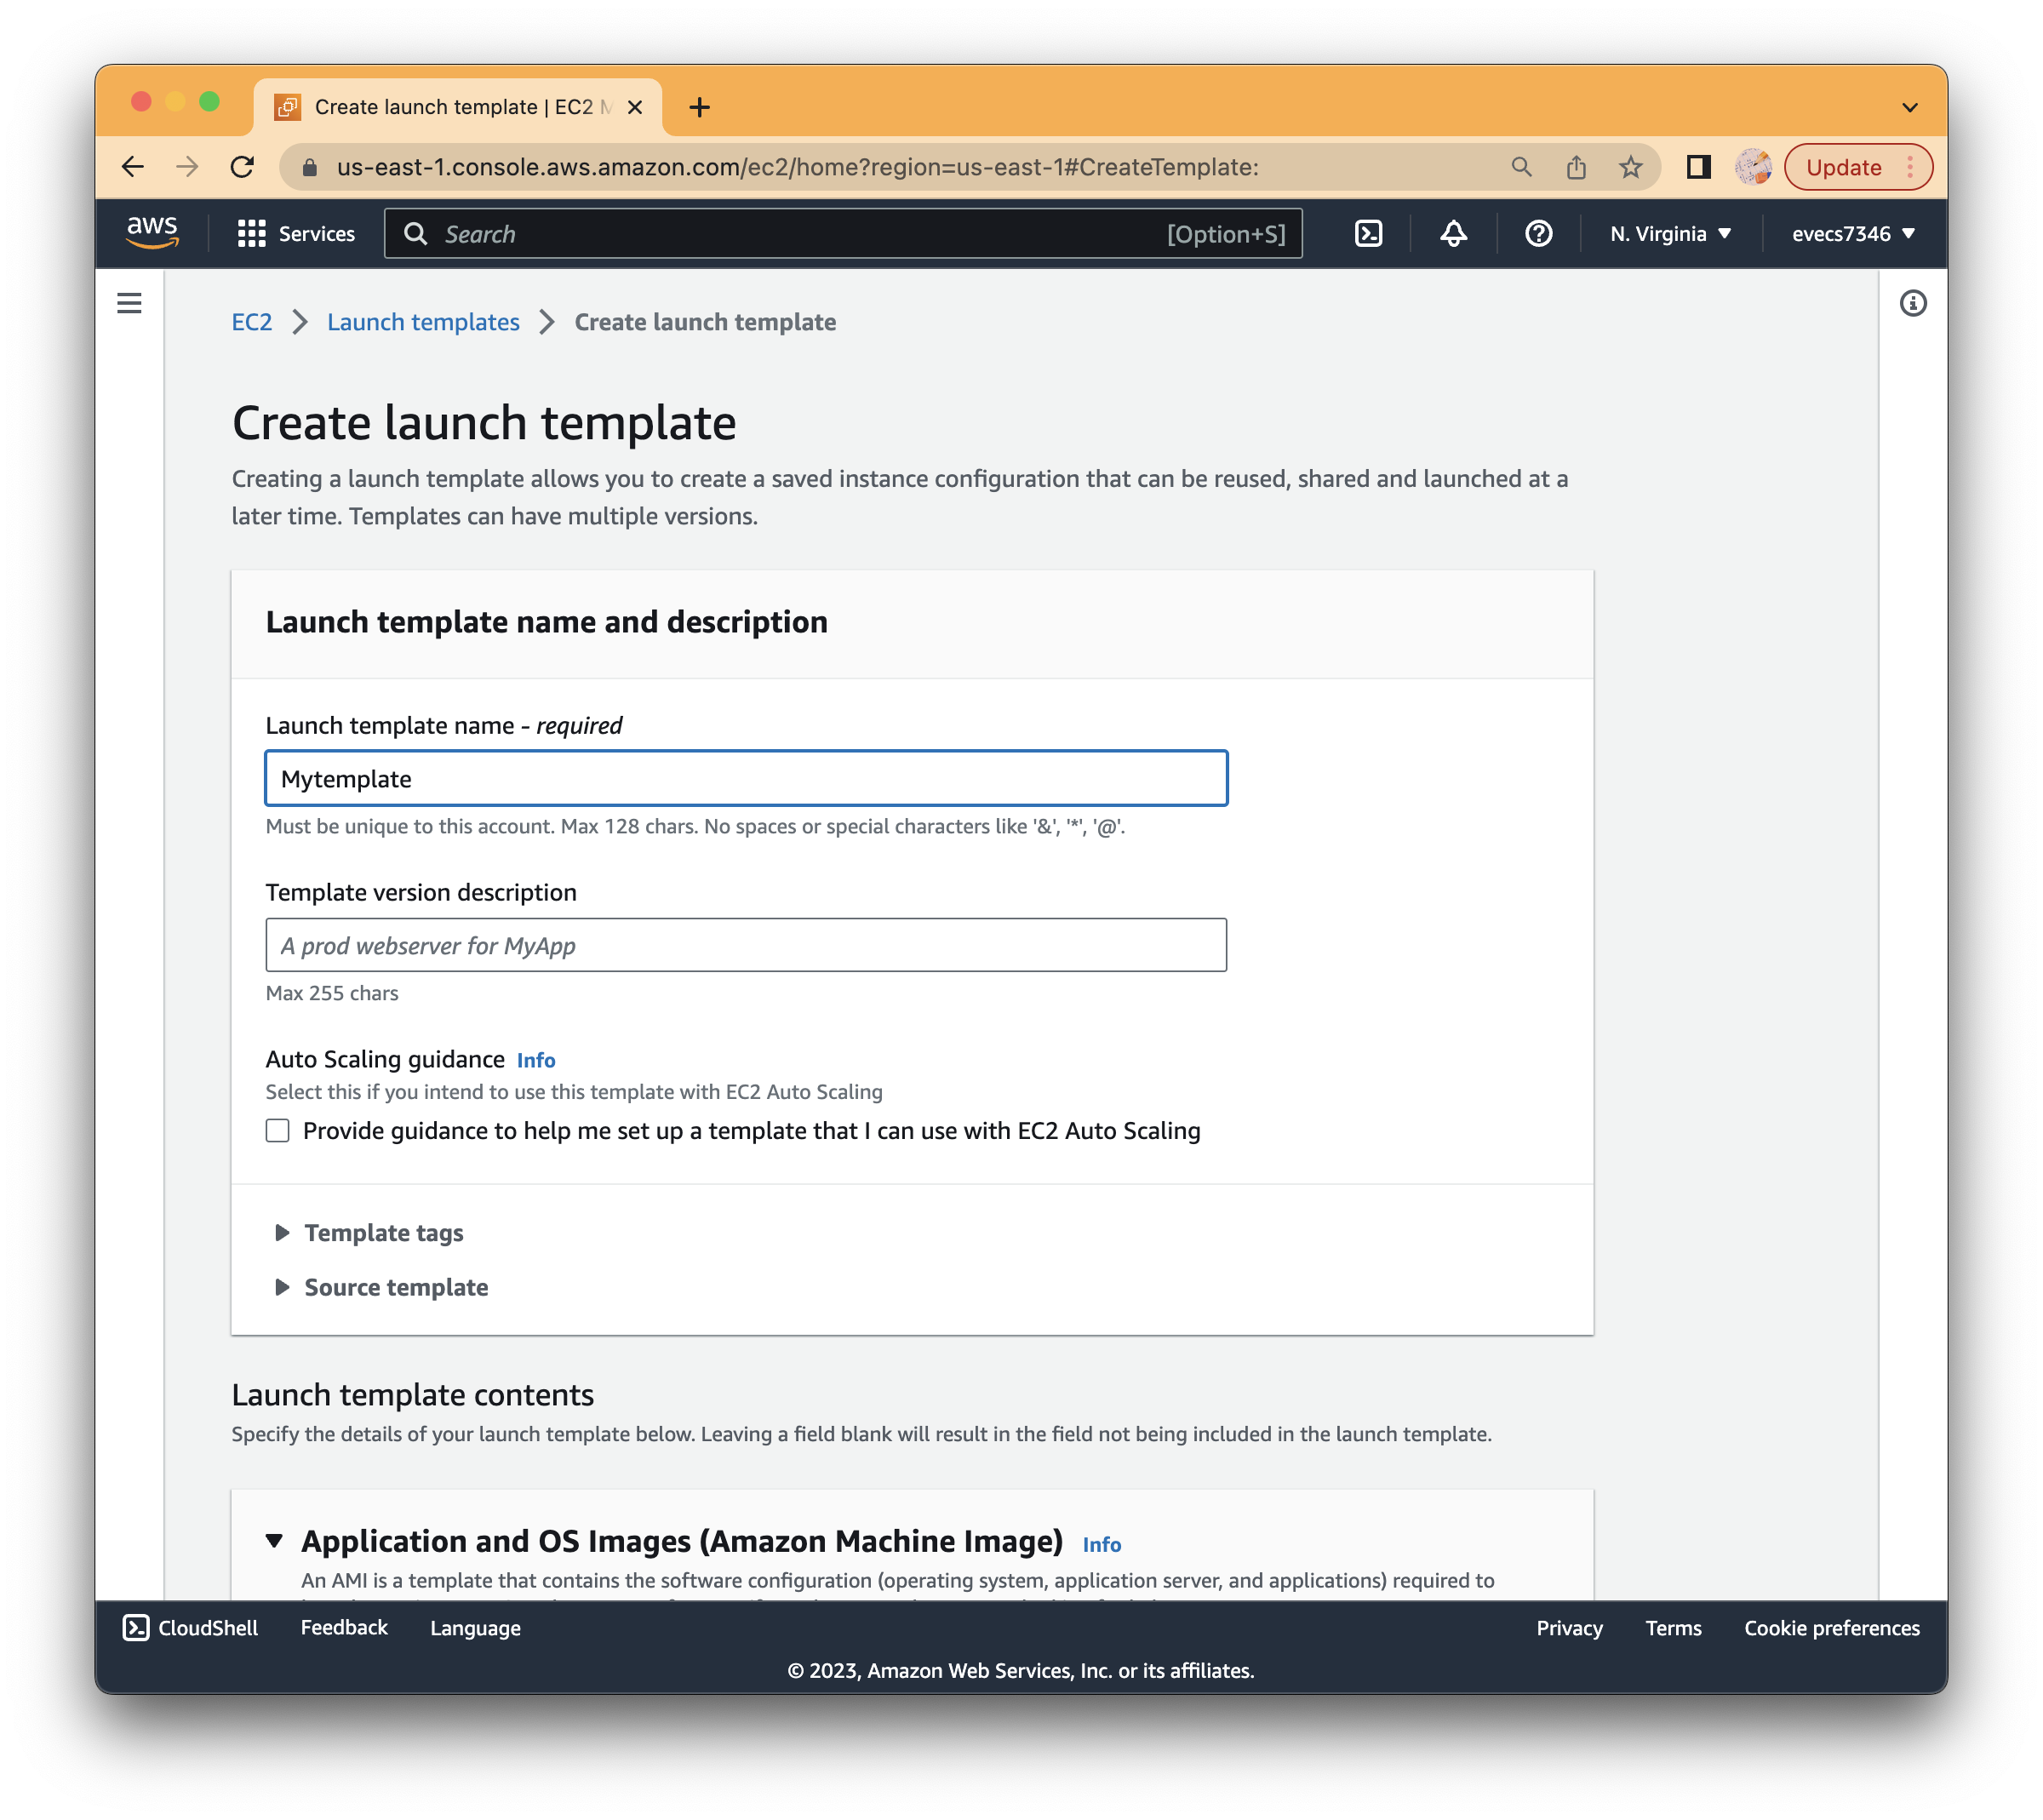 Create launch template | EC2 M
us-east-1.console.aws.amazon.com/ec2/home?region=us-east-1#CreateTemplate:
Update
aws
Services
Search
[Option+S]
N. Virginia
evecs7346
EC2 > Launch templates > Create launch template
Create launch template
Creating a launch template allows you to create a saved instance configuration that can be reused, shared and launched at a
later time. Templates can have multiple versions.
Launch template name and description
Launch template name - required
Mytemplate
Must be unique to this account. Max 128 chars. No spaces or special characters like '&', '*', '@'.
Template version description
A prod webserver for MyApp
Max 255 chars
Auto Scaling guidance Info
Select this if you intend to use this template with EC2 Auto Scaling
Provide guidance to help me set up a template that I can use with EC2 Auto Scaling
Template tags
Source template
Launch template contents
Specify the details of your launch template below. Leaving a field blank will result in the field not being included in the launch template.
Application and OS Images (Amazon Machine Image) Info
An AMI is a template that contains the software configuration (operating system, application server, and applications) required to
CloudShell
Feedback
Language
Privacy
Terms
Cookie preferences
© 2023, Amazon Web Services, Inc. or its affiliates.